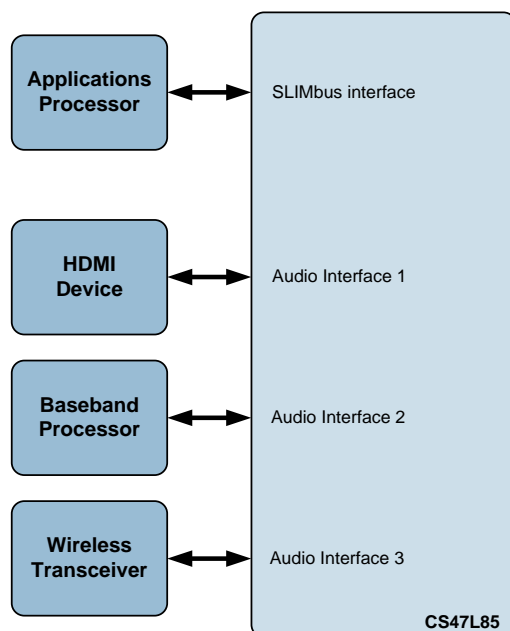 Applications
Processor
SLIMbus interface
HDMI
Device
Audio Interface 1
Baseband
Processor
Audio Interface 2
Wireless
Transceiver
Audio Interface 3
CS47L85